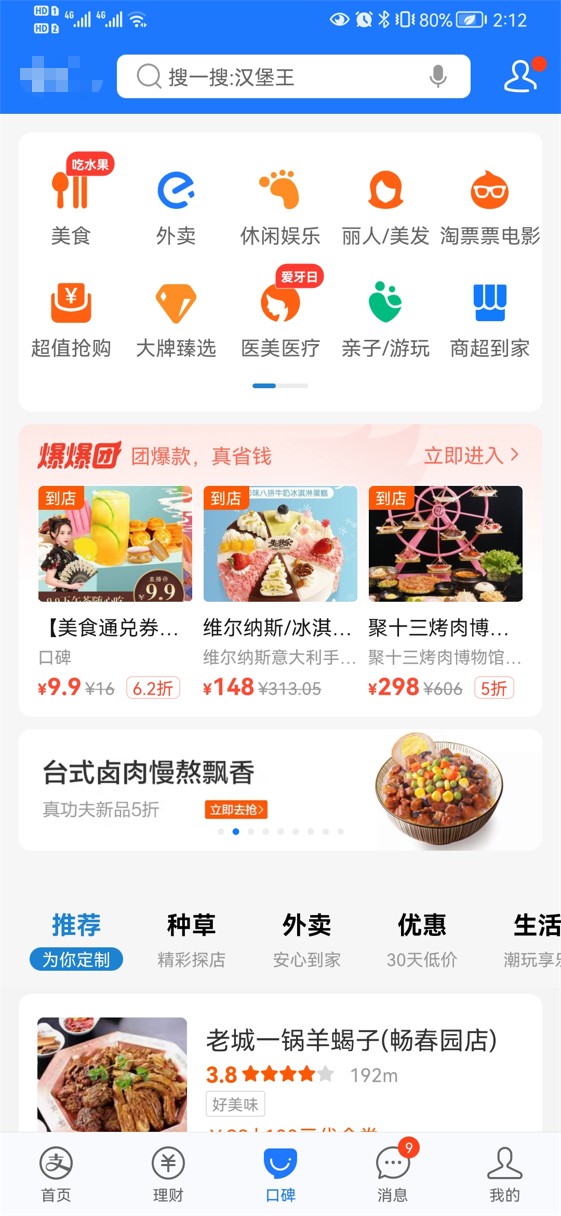 HD 1 4G 4G 80% 2:12
HD 2
搜一搜:汉堡王
吃水果
美食 外卖 休闲娱乐 丽人/美发 淘票票电影
爱牙日
超值抢购 大牌臻选 医美医疗 亲子/游玩 商超到家
爆爆团 团爆款，真省钱 立即进入 >
到店 到店 到店
¥9.9
【美食通兑券... 维尔纳斯/冰淇... 聚十三烤肉博...
口碑 维尔纳斯意大利手... 聚十三烤肉博物馆...
¥9.9 ¥16 6.2折 ¥148 ¥313.05 ¥298 ¥606 5折
台式卤肉慢熬飘香
真功夫新品5折 立即去抢>
推荐 种草 外卖 优惠 生活
为你定制 精彩探店 安心到家 30天低价 潮玩享乐
老城一锅羊蝎子(畅春园店)
3.8 192m
好美味
支 ¥ 9
首页 理财 口碑 消息 我的